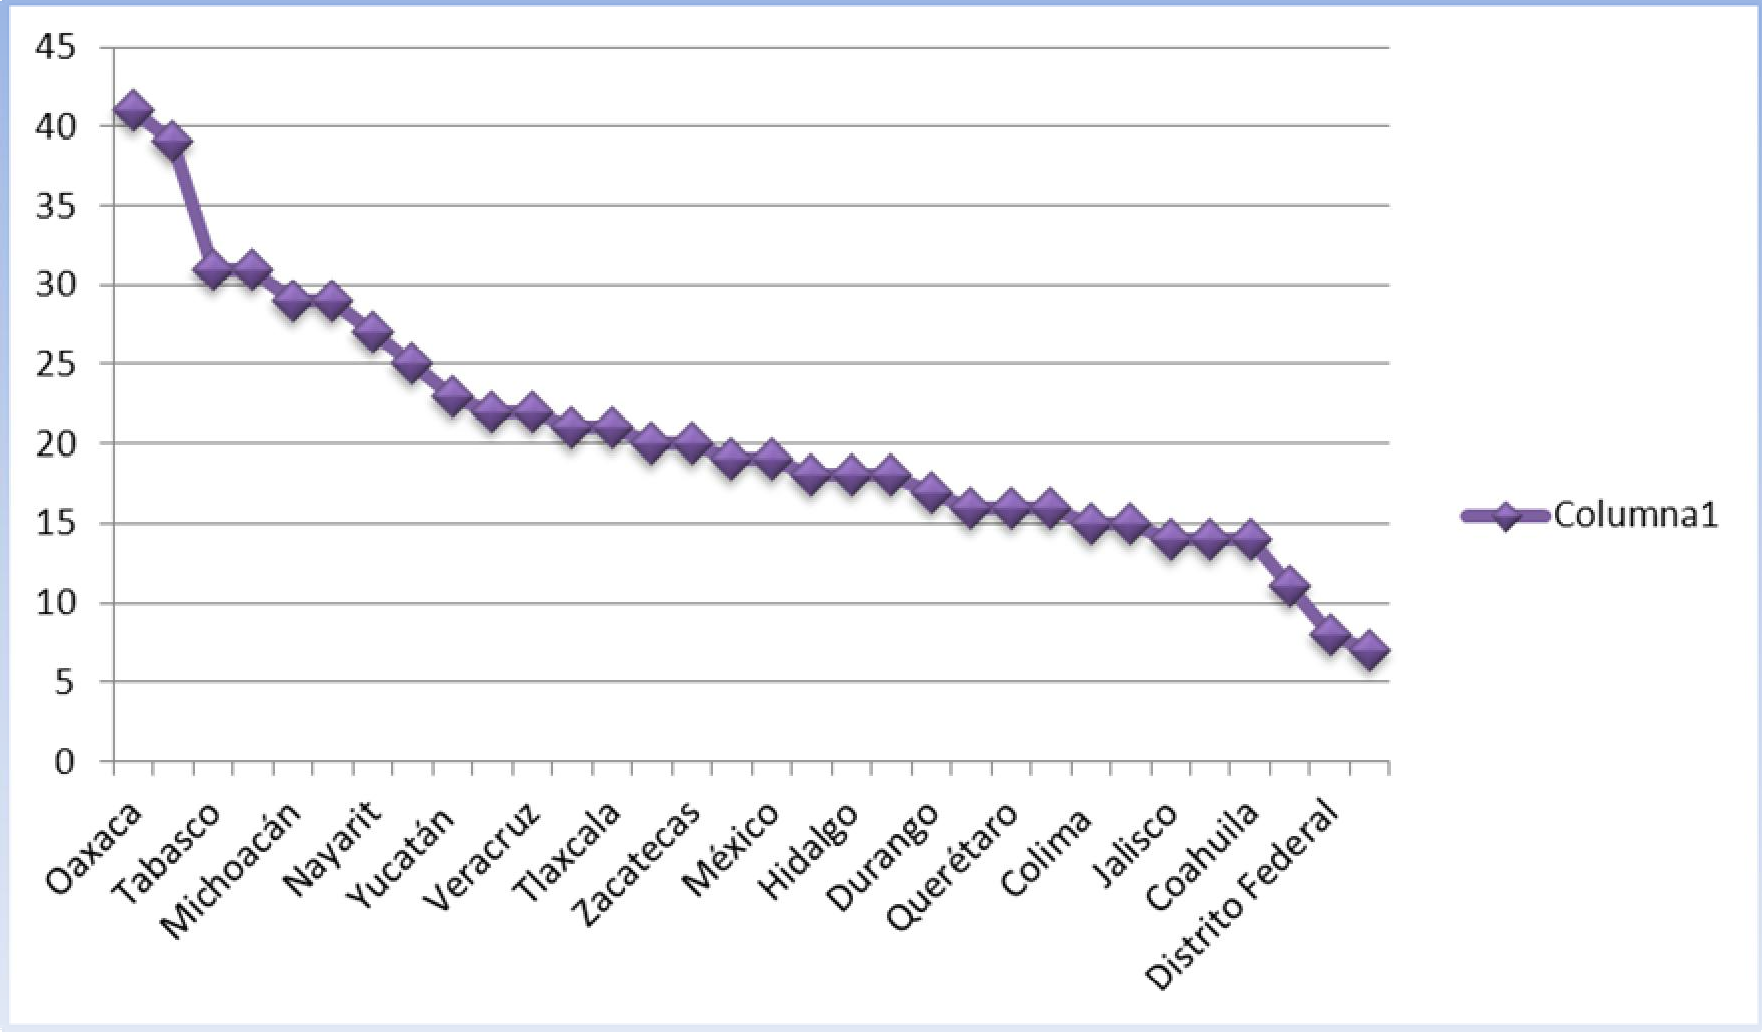 45
40
35
30
25
20
15
10
5
0
Oaxaca
Tabasco
Michoacán
Nayarit
Yucatán
Veracruz
Tlaxcala
Zacatecas
México
Hidalgo
Durango
Querétaro
Colima
Jalisco
Coahuila
Distrito Federal
Columna1